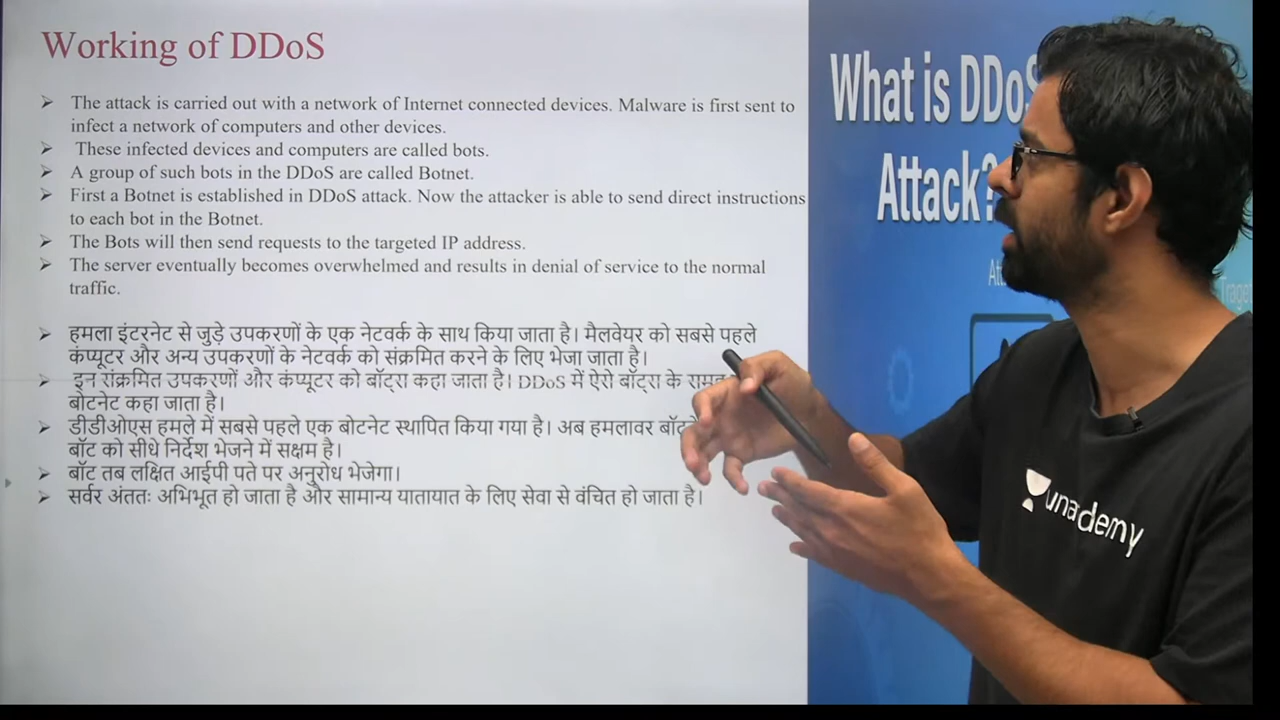 Working of DDoS
➢ The attack is carried out with a network of Internet connected devices. Malware is first sent to
infect a network of computers and other devices.
➢ These infected devices and computers are called bots.
➢ A group of such bots in the DDoS are called Botnet.
➢ First a Botnet is established in DDoS attack. Now the attacker is able to send direct instructions
to each bot in the Botnet.
➢ The Bots will then send requests to the targeted IP address.
➢ The server eventually becomes overwhelmed and results in denial of service to the normal
traffic.
➢ हमला इंटरनेट से जुड़े उपकरणों के एक नेटवर्क के साथ किया जाता है। मैलवेयर को सबसे पहले
कंप्यूटर और अन्य उपकरणों के नेटवर्क को संक्रमित करने के लिए भेजा जाता है।
➢ इन संक्रमित उपकरणों और कंप्यूटर को बॉट्स कहा जाता है। DDoS में ऐसे बॉट्स के
बोटनेट कहा जाता है।
➢ डीडीओएस हमले में सबसे पहले एक बोटनेट स्थापित किया गया है। अब हमलावर
बॉट को सीधे निर्देश भेजने में सक्षम है।
➢ बॉट तब लक्षित आईपी पते पर अनुरोध भेजेगा।
➢ सर्वर अंततः अभिभूत हो जाता है और सामान्य यातायात के लिए सेवा से वंचित हो जाता है।
What is DDoS
Attack?
unacademy